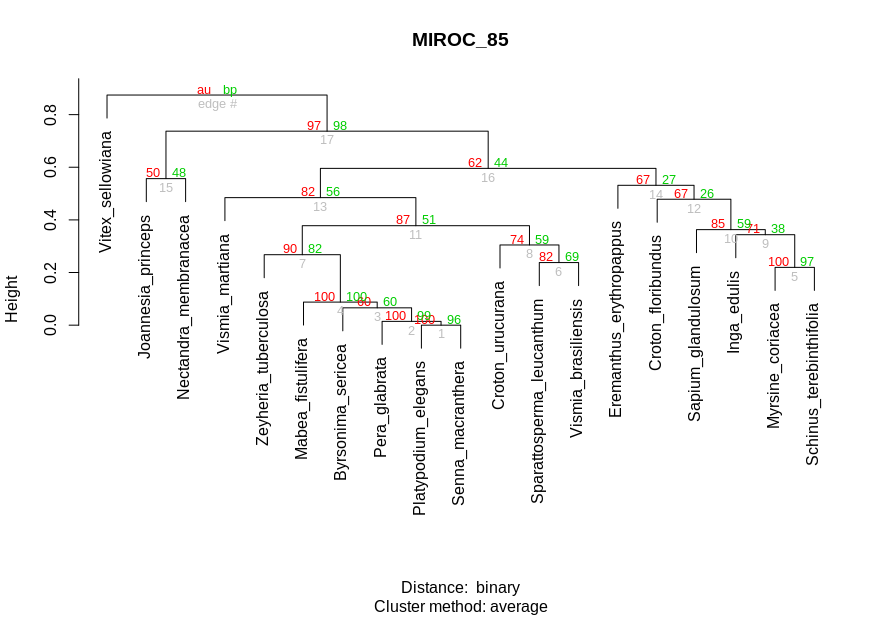 MIROC_85
Height
0.0 0.2 0.4 0.6 0.8
au bp
edge #
97 98
17
62 44
16
50 48
15
67 27
14
82 56
13
67 26
12
87 51
11
85 59
10
71 38
9
74 59
8
90 82
7
82 69
6
100 97
5
100 100
4
60 60
3
100 99
2
100 96
1
Vitex_sellowiana
Joannesia_princeps
Nectandra_membranacea
Vismia_martiana
Zeyheria_tuberculosa
Mabea_fistulifera
Byrsonima_sericea
Pera_glabrata
Platypodium_elegans
Senna_macranthera
Croton_urucurana
Sparattosperma_leucanthum
Vismia_brasiliensis
Eremanthus_erythropappus
Croton_floribundus
Sapium_glandulosum
Inga_edulis
Myrsine_coriacea
Schinus_terebinthifolia
Distance: binary
Cluster method: average